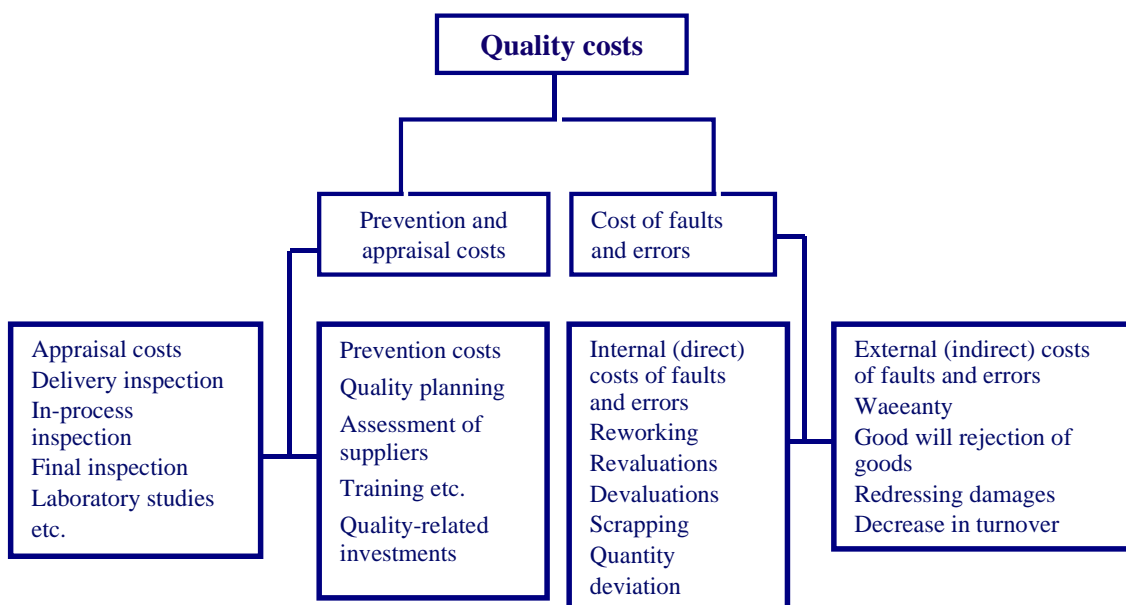 Quality costs
Prevention and
appraisal costs
Cost of faults
and errors
Appraisal costs
Delivery inspection
In-process
inspection
Final inspection
Laboratory studies
etc.
Prevention costs
Quality planning
Assessment of
suppliers
Training etc.
Quality-related
investments
Internal (direct)
costs of faults
and errors
Reworking
Revaluations
Devaluations
Scrapping
Quantity
deviation
External (indirect) costs
of faults and errors
Waeeanty
Good will rejection of
goods
Redressing damages
Decrease in turnover